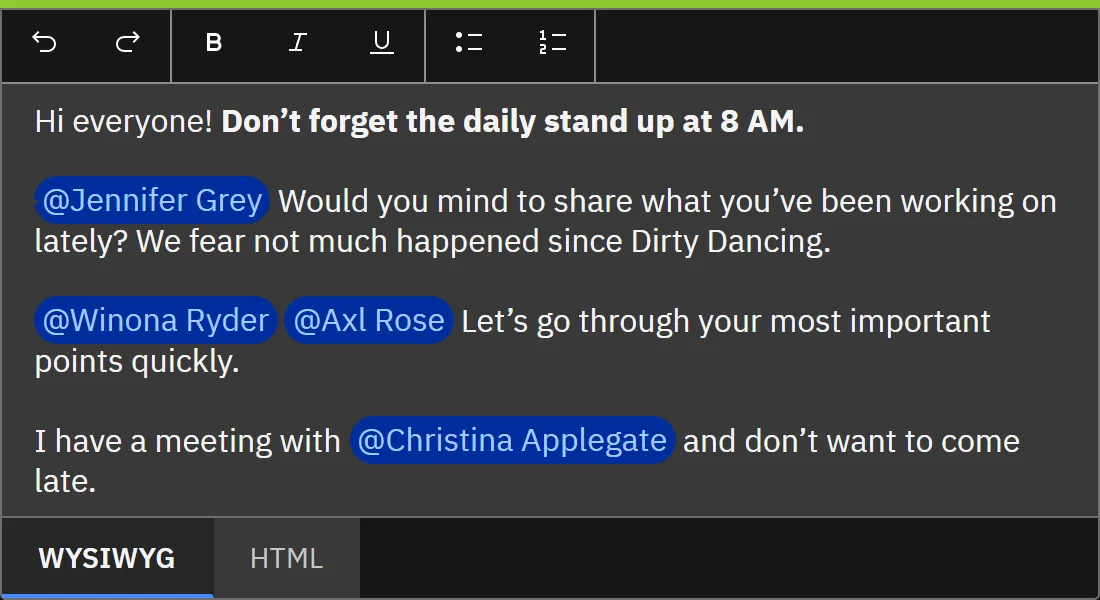 B I U
Hi everyone! Don’t forget the daily stand up at 8 AM.
@Jennifer Grey Would you mind to share what you’ve been working on
lately? We fear not much happened since Dirty Dancing.
@Winona Ryder @Axl Rose Let’s go through your most important
points quickly.
I have a meeting with @Christina Applegate and don’t want to come
late.
WYSIWYG HTML